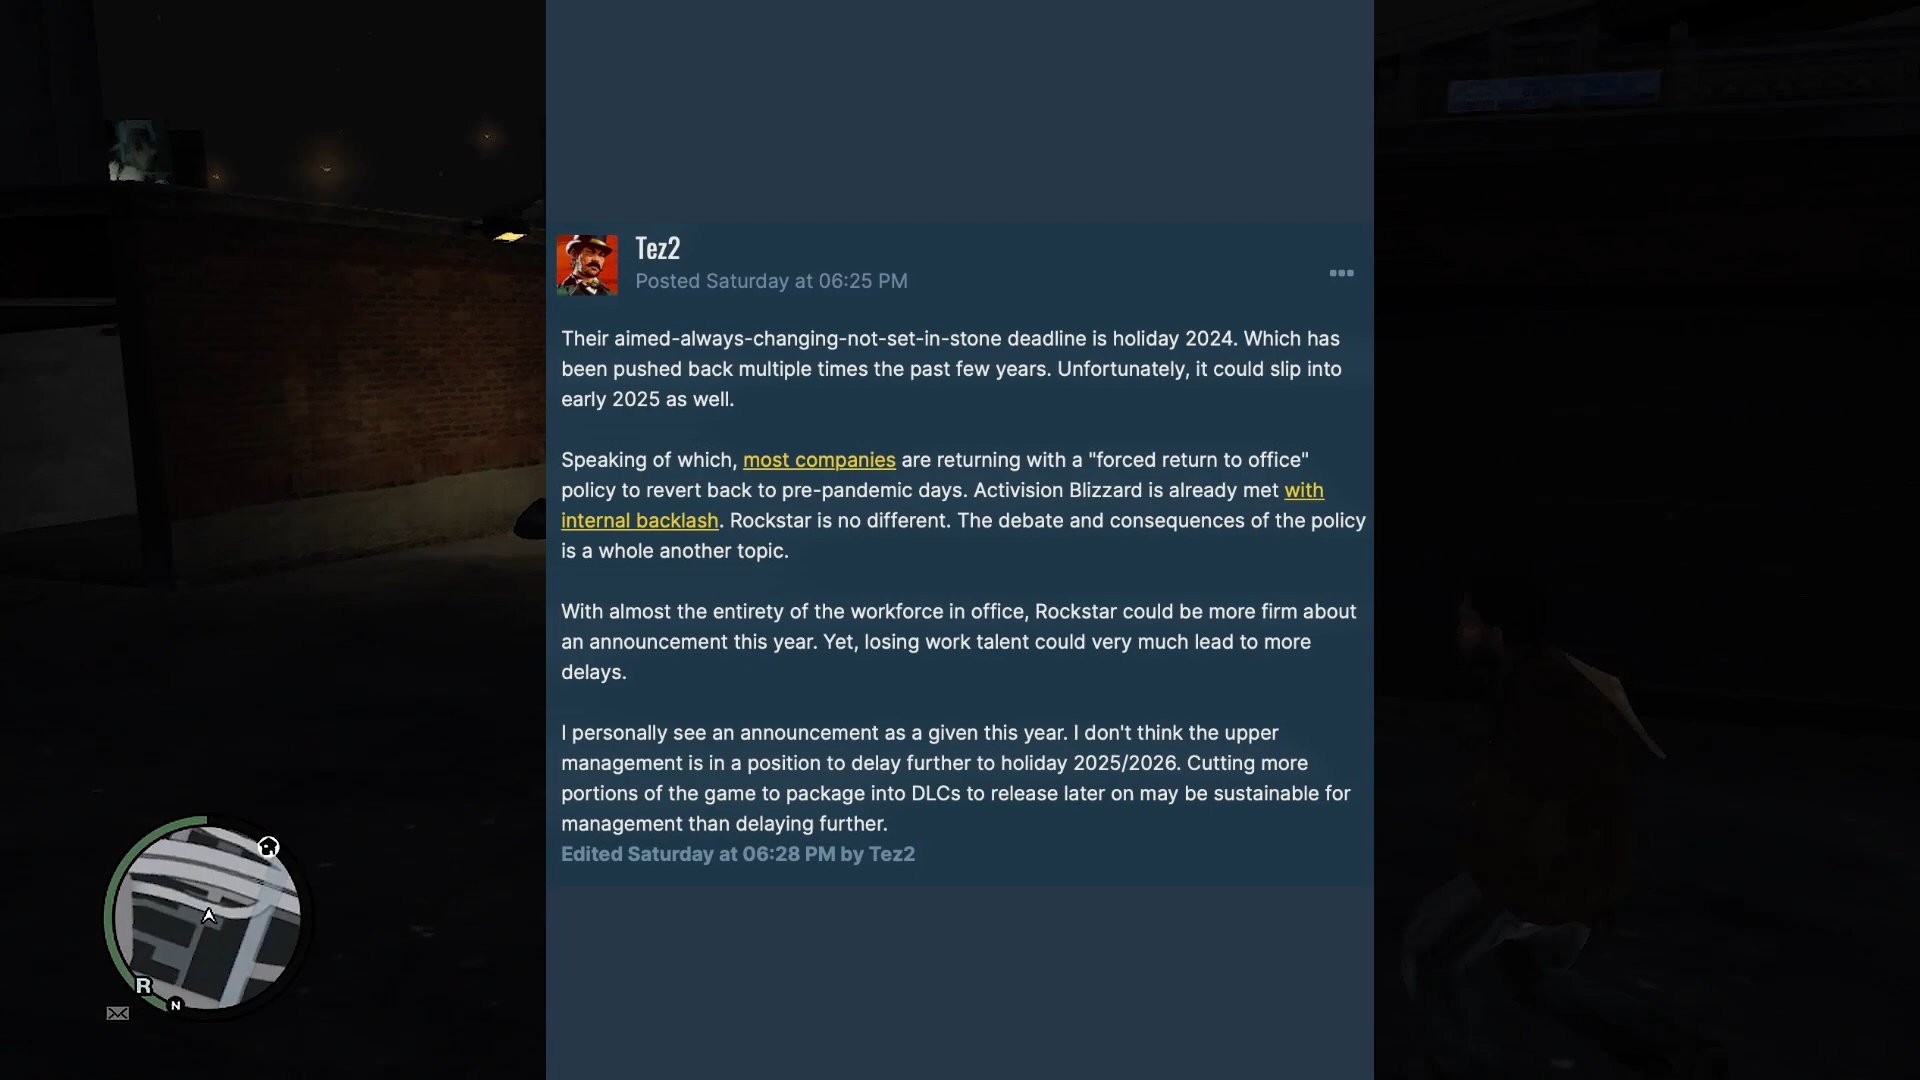 Tez2
Posted Saturday at 06:25 PM
Their aimed-always-changing-not-set-in-stone deadline is holiday 2024. Which has
been pushed back multiple times the past few years. Unfortunately, it could slip into
early 2025 as well.
Speaking of which, most companies are returning with a "forced return to office"
policy to revert back to pre-pandemic days. Activision Blizzard is already met with
internal backlash. Rockstar is no different. The debate and consequences of the policy
is a whole another topic.
With almost the entirety of the workforce in office, Rockstar could be more firm about
an announcement this year. Yet, losing work talent could very much lead to more
delays.
I personally see an announcement as a given this year. I don't think the upper
management is in a position to delay further to holiday 2025/2026. Cutting more
portions of the game to package into DLCs to release later on may be sustainable for
management than delaying further.
Edited Saturday at 06:28 PM by Tez2
R
N